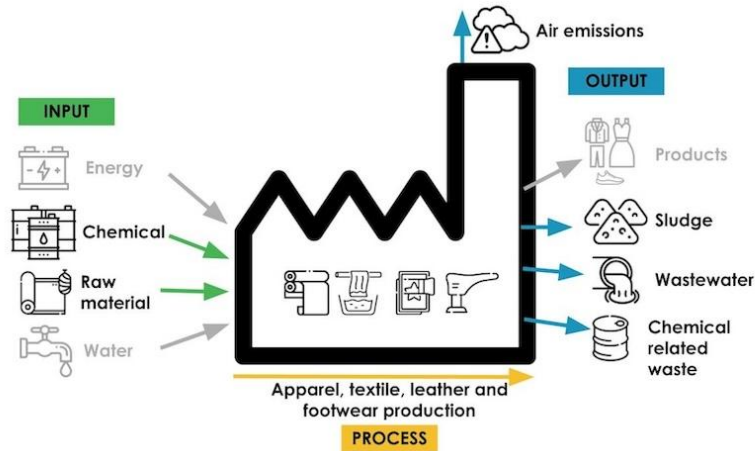 Air emissions
INPUT
OUTPUT
Energy
Products
Chemical
Sludge
Raw
material
Wastewater
Water
Chemical
related
waste
Apparel, textile, leather and
footwear production
PROCESS